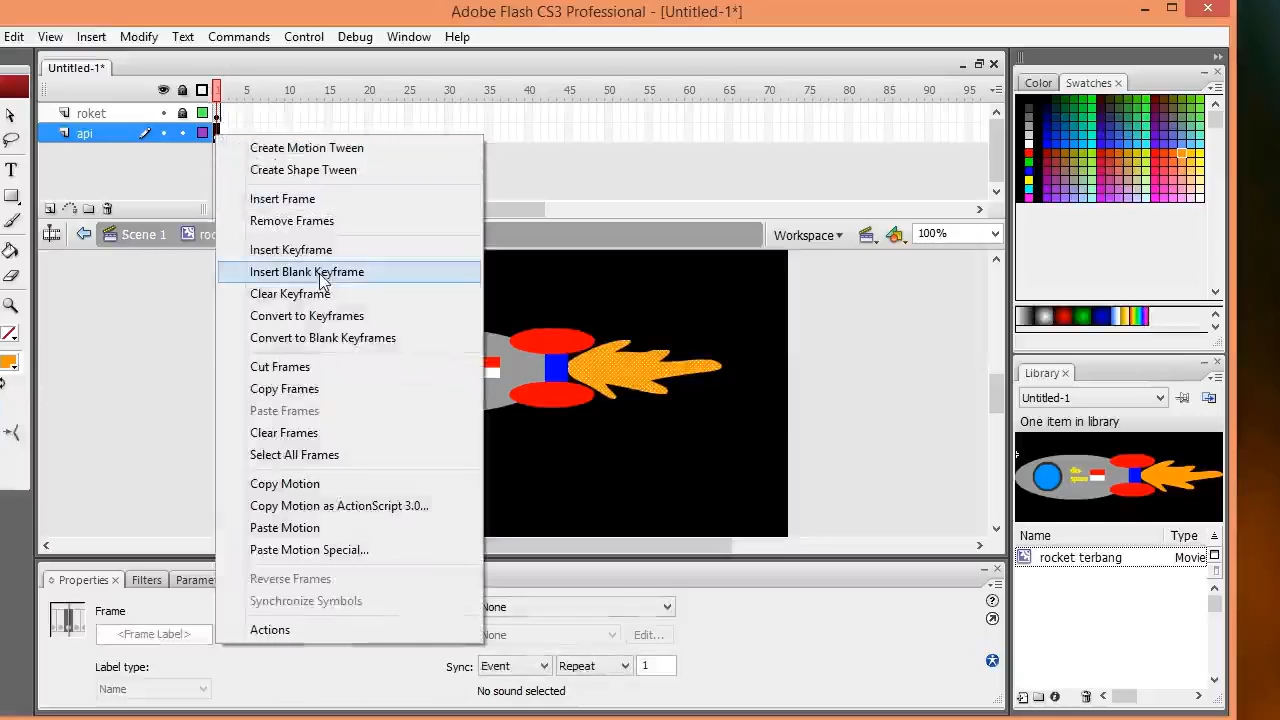 Adobe Flash CS3 Professional - [Untitled-1*]
Edit View Insert Modify Text Commands Control Debug Window Help
Untitled-1*
1 5 10 15 20 25 30 35 40 45 50 55 60 65 70 75 80 85 90 95
roket
api
Create Motion Tween
Create Shape Tween
Insert Frame
Remove Frames
Insert Keyframe
Insert Blank Keyframe
Clear Keyframe
Convert to Keyframes
Convert to Blank Keyframes
Cut Frames
Copy Frames
Paste Frames
Clear Frames
Select All Frames
Copy Motion
Copy Motion as ActionScript 3.0...
Paste Motion
Paste Motion Special...
Reverse Frames
Synchronize Symbols
Actions
Scene 1
Workspace
100%
Color Swatches
Library
Untitled-1
One item in library
Name Type
rocket terbang Movie
Properties Filters Parame
Frame
<Frame Label>
Label type:
Name
None
None Edit...
Sync: Event Repeat 1
No sound selected